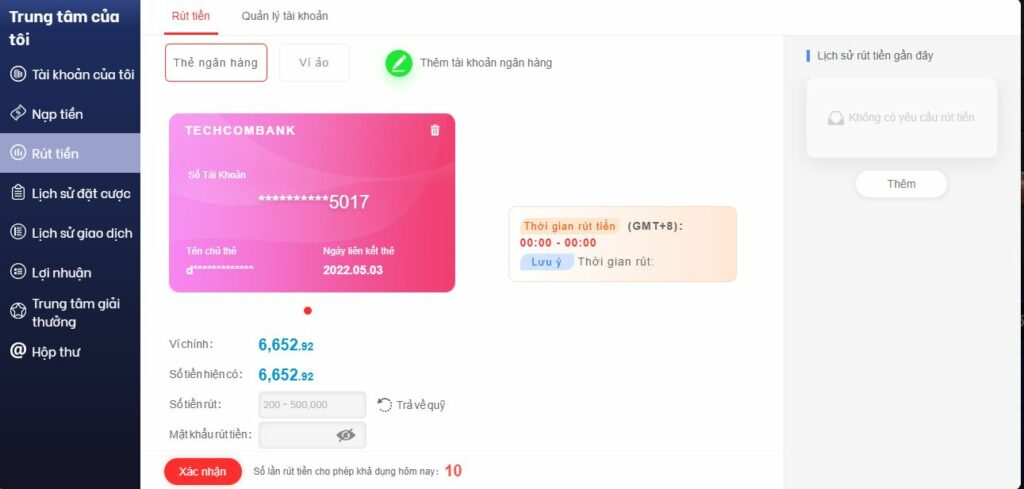 Trung tâm của
tôi
Tài khoản của tôi
Nạp tiền
Rút tiền
Lịch sử đặt cược
Lịch sử giao dịch
Lợi nhuận
Trung tâm giải
thưởng
@ Hộp thư
Rút tiền Quản lý tài khoản
Thẻ ngân hàng Ví ảo Thêm tài khoản ngân hàng
TECHCOMBANK
Số Tài Khoản
**********5017
Tên chủ thẻ Ngày liên kết thẻ
d************* 2022.05.03
Thời gian rút tiền (GMT+8):
00:00 - 00:00
Lưu ý Thời gian rút:
Ví chính: 6,652.92
Số tiền hiện có: 6,652.92
Số tiền rút: 200 ~ 500,000 Trả về quỹ
Mật khẩu rút tiền:
Xác nhận Số lần rút tiền cho phép khả dụng hôm nay: 10
Lịch sử rút tiền gần đây
Không có yêu cầu rút tiền
Thêm